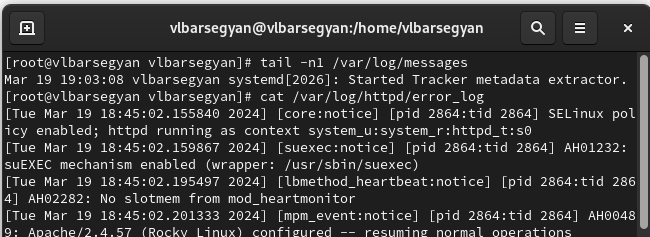 vlbarsegyan@vlbarsegyan:/home/vlbarsegyan
[root@vlbarsegyan vlbarsegyan]# tail -n1 /var/log/messages
Mar 19 19:03:08 vlbarsegyan systemd[2026]: Started Tracker metadata extractor.
[root@vlbarsegyan vlbarsegyan]# cat /var/log/httpd/error_log
[Tue Mar 19 18:45:02.155840 2024] [core:notice] [pid 2864:tid 2864] SELinux pol
icy enabled; httpd running as context system_u:system_r:httpd_t:s0
[Tue Mar 19 18:45:02.159867 2024] [suexec:notice] [pid 2864:tid 2864] AH01232:
suEXEC mechanism enabled (wrapper: /usr/sbin/suexec)
[Tue Mar 19 18:45:02.195497 2024] [lbmethod_heartbeat:notice] [pid 2864:tid 286
4] AH02282: No slotmem from mod_heartmonitor
[Tue Mar 19 18:45:02.201333 2024] [mpm_event:notice] [pid 2864:tid 2864] AH0048
9: Apache/2.4.57 (Rocky Linux) configured -- resuming normal operations